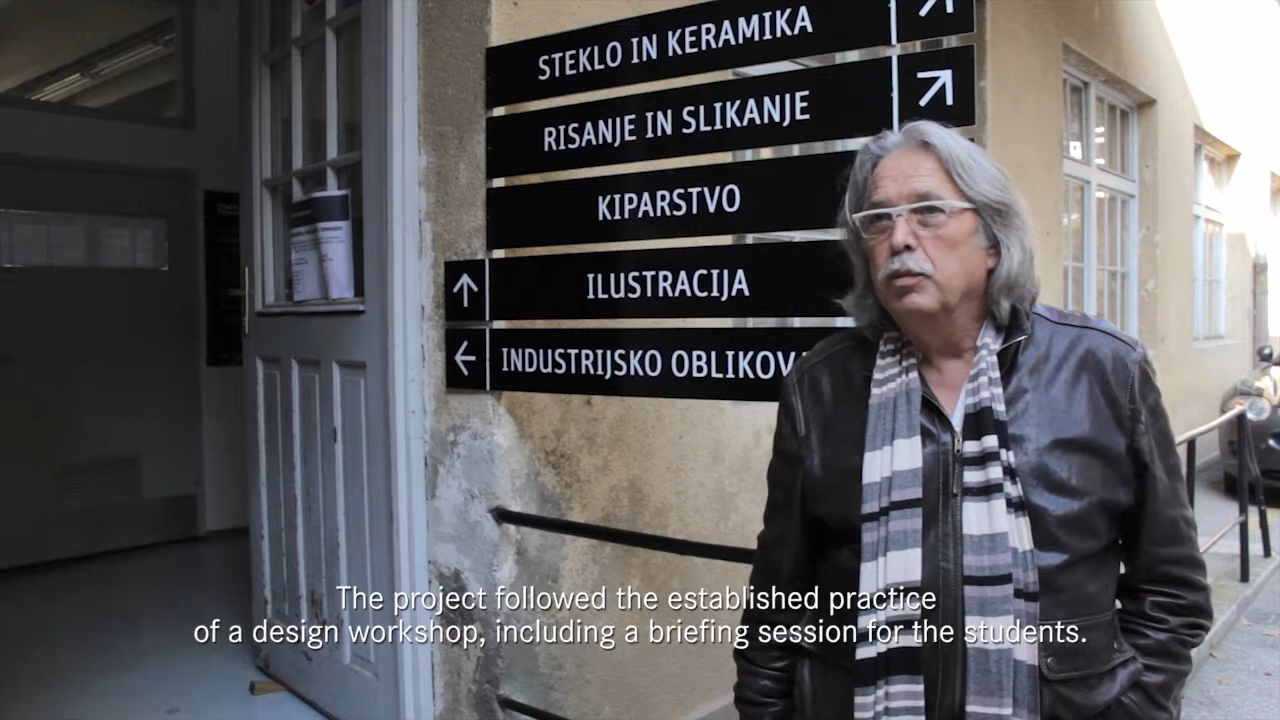 STEKLO IN KERAMIKA
RISANJE IN SLIKANJE
KIPARSTVO
ILUSTRACIJA
INDUSTRIJSKO OBLIKOV
The project followed the established practice
of a design workshop, including a briefing session for the students.